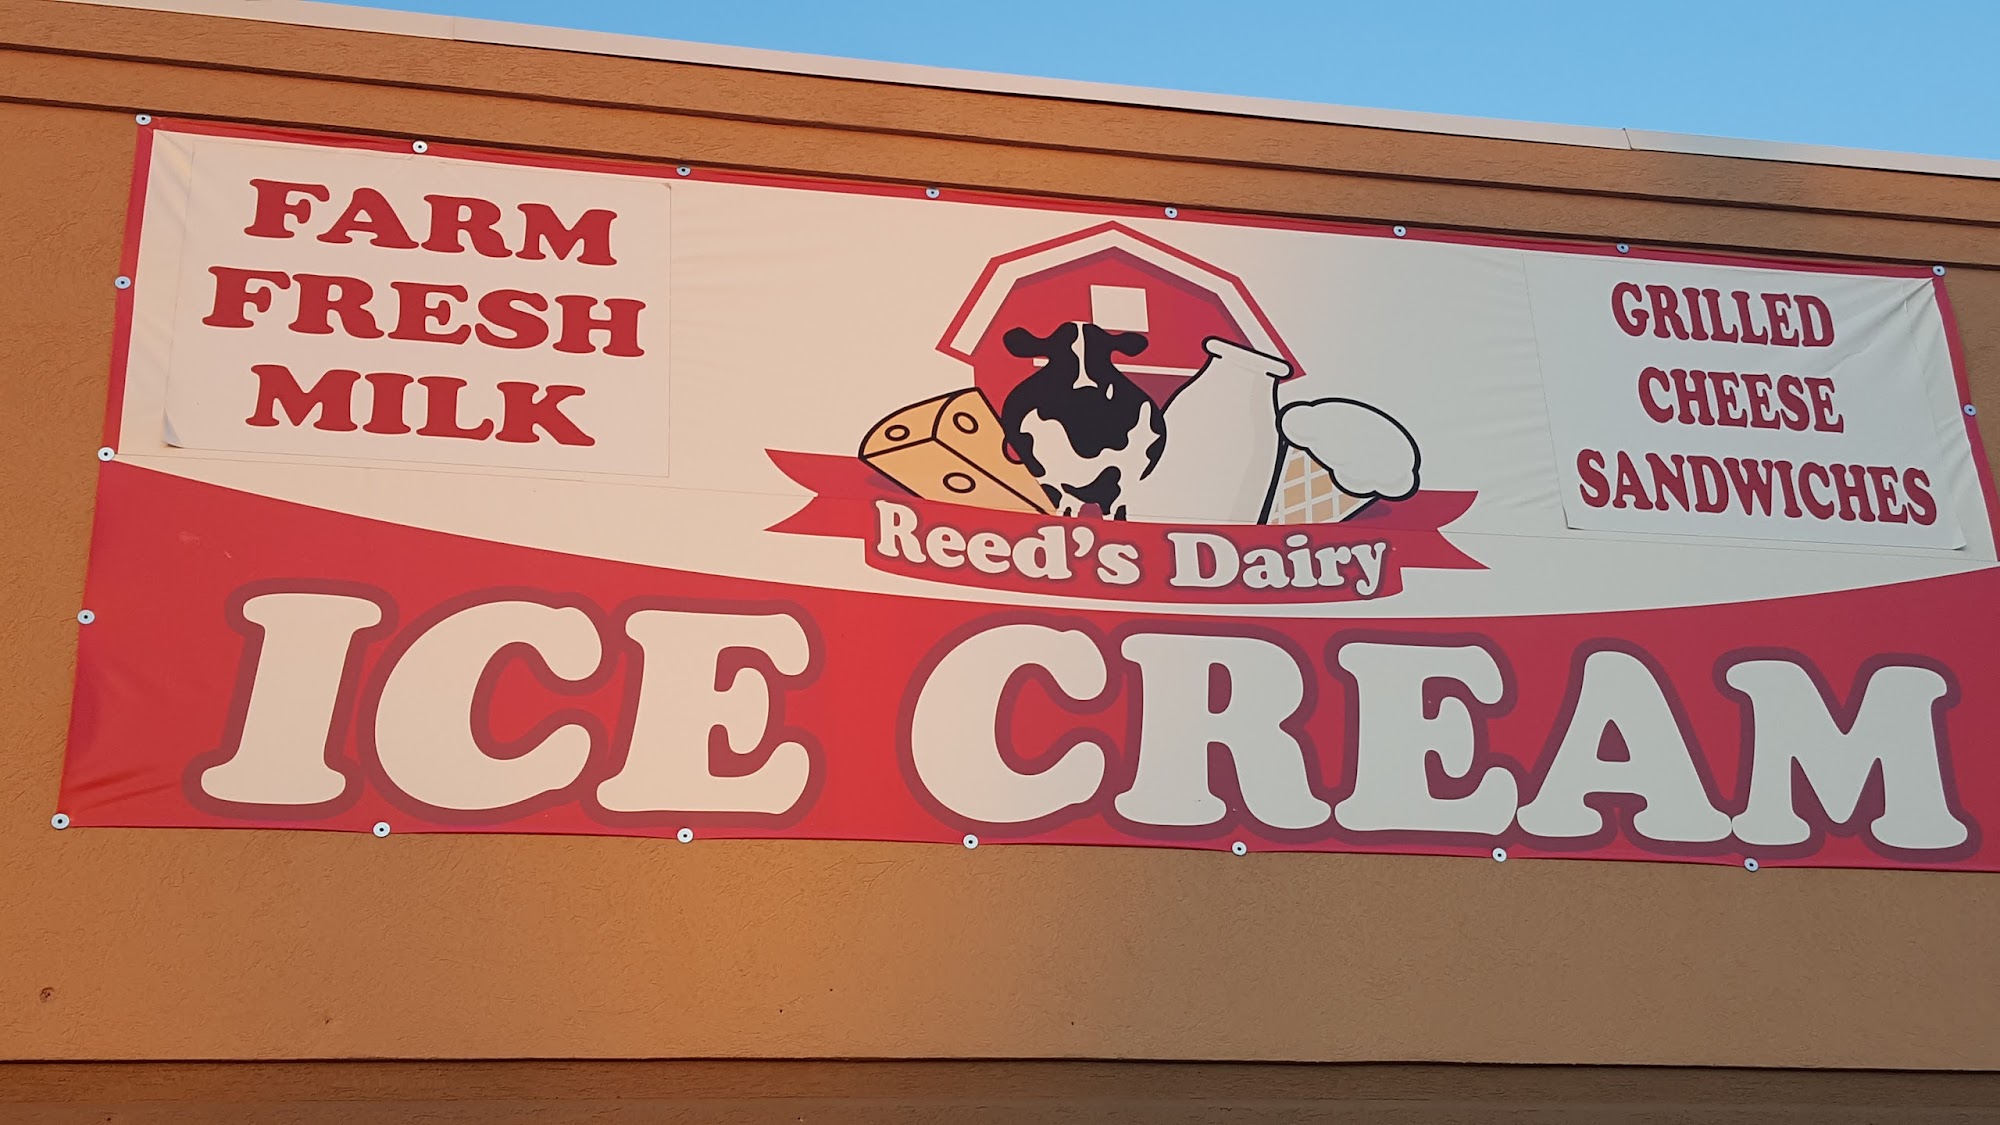 FARM
FRESH
MILK
GRILLED
CHEESE
SANDWICHES
Reed's Dairy
ICE CREAM